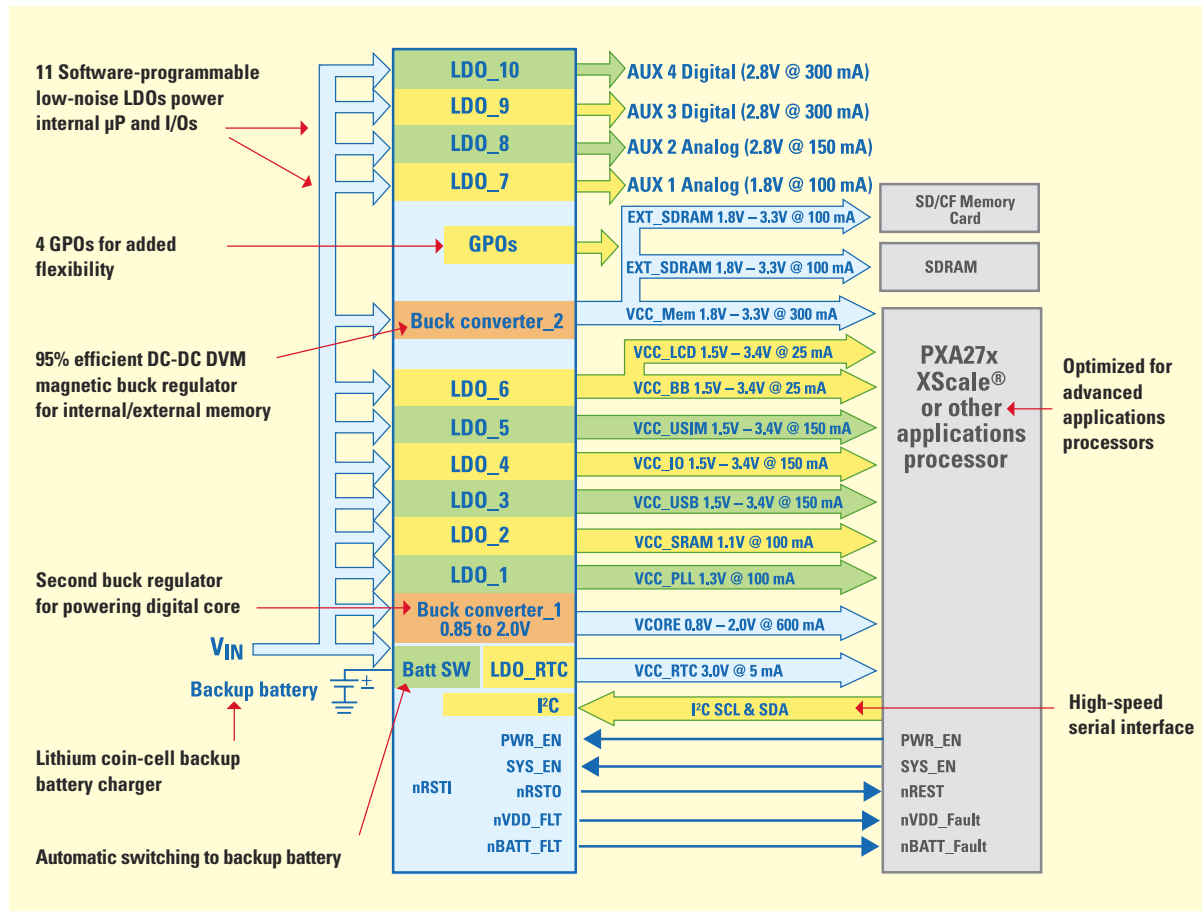 11 Software-programmable
low-noise LDOs power
internal µP and I/Os
4 GPOs for added
flexibility
95% efficient DC-DC DVM
magnetic buck regulator
for internal/external memory
Second buck regulator
for powering digital core
VIN
Backup battery
±
Lithium coin-cell backup
battery charger
Automatic switching to backup battery
LDO_10
LDO_9
LDO_8
LDO_7
GPOs
Buck converter_2
LDO_6
LDO_5
LDO_4
LDO_3
LDO_2
LDO_1
Buck converter_1
0.85 to 2.0V
Batt SW
LDO_RTC
I²C
PWR_EN
SYS_EN
nRSTI
nRSTO
nVDD_FLT
nBATT_FLT
AUX 4 Digital (2.8V @ 300 mA)
AUX 3 Digital (2.8V @ 300 mA)
AUX 2 Analog (2.8V @ 150 mA)
AUX 1 Analog (1.8V @ 100 mA)
EXT_SDRAM 1.8V – 3.3V @ 100 mA
EXT_SDRAM 1.8V – 3.3V @ 100 mA
VCC_Mem 1.8V – 3.3V @ 300 mA
VCC_LCD 1.5V – 3.4V @ 25 mA
VCC_BB 1.5V – 3.4V @ 25 mA
VCC_USIM 1.5V – 3.4V @ 150 mA
VCC_IO 1.5V – 3.4V @ 150 mA
VCC_USB 1.5V – 3.4V @ 150 mA
VCC_SRAM 1.1V @ 100 mA
VCC_PLL 1.3V @ 100 mA
VCORE 0.8V – 2.0V @ 600 mA
VCC_RTC 3.0V @ 5 mA
I²C SCL & SDA
SD/CF Memory
Card
SDRAM
PXA27x
XScale®
or other
applications
processor
PWR_EN
SYS_EN
nREST
nVDD_Fault
nBATT_Fault
Optimized for
advanced
applications
processors
High-speed
serial interface